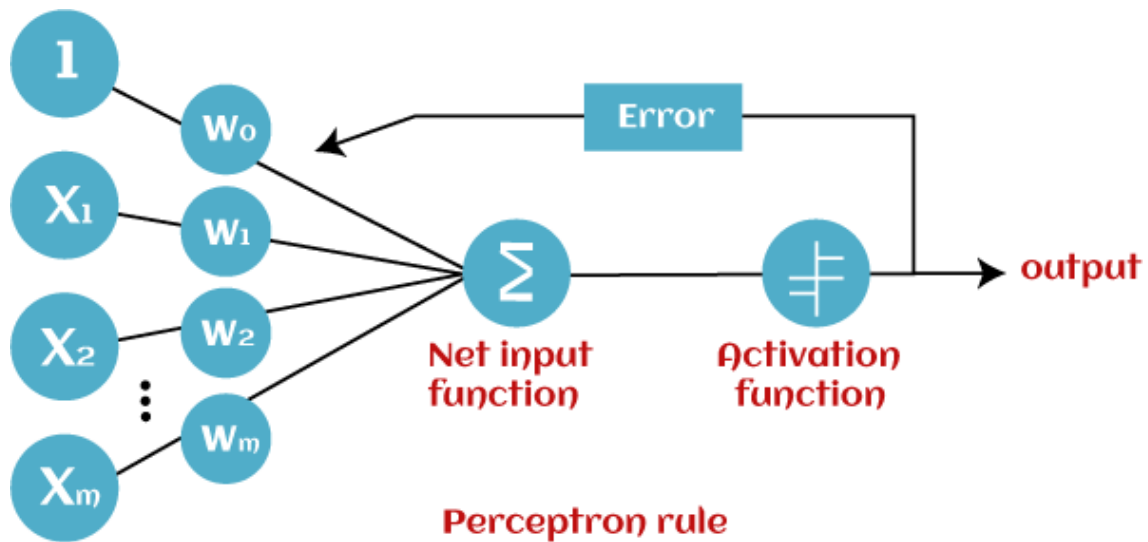 1
W₀
Error
X₁
W₁
Σ
output
X₂
W₂
Net input
function
Activation
function
Xₘ
Wₘ
Perceptron rule